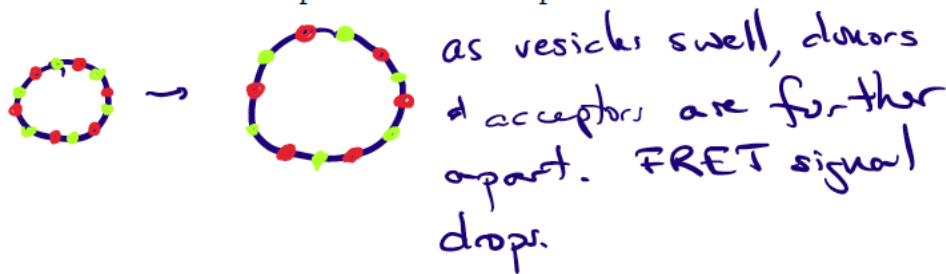 as vesicles swell, donors
& acceptors are further
apart. FRET signal
drops.